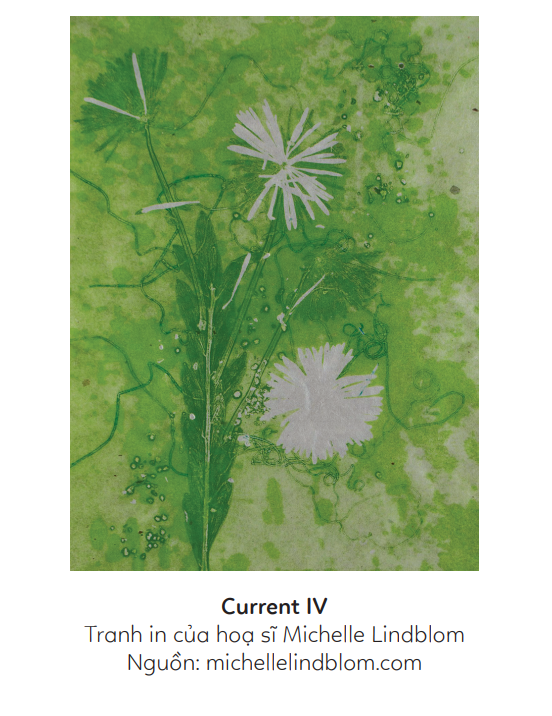 Current IV
Tranh in của hoạ sĩ Michelle Lindblom
Nguồn: michellelindblom.com